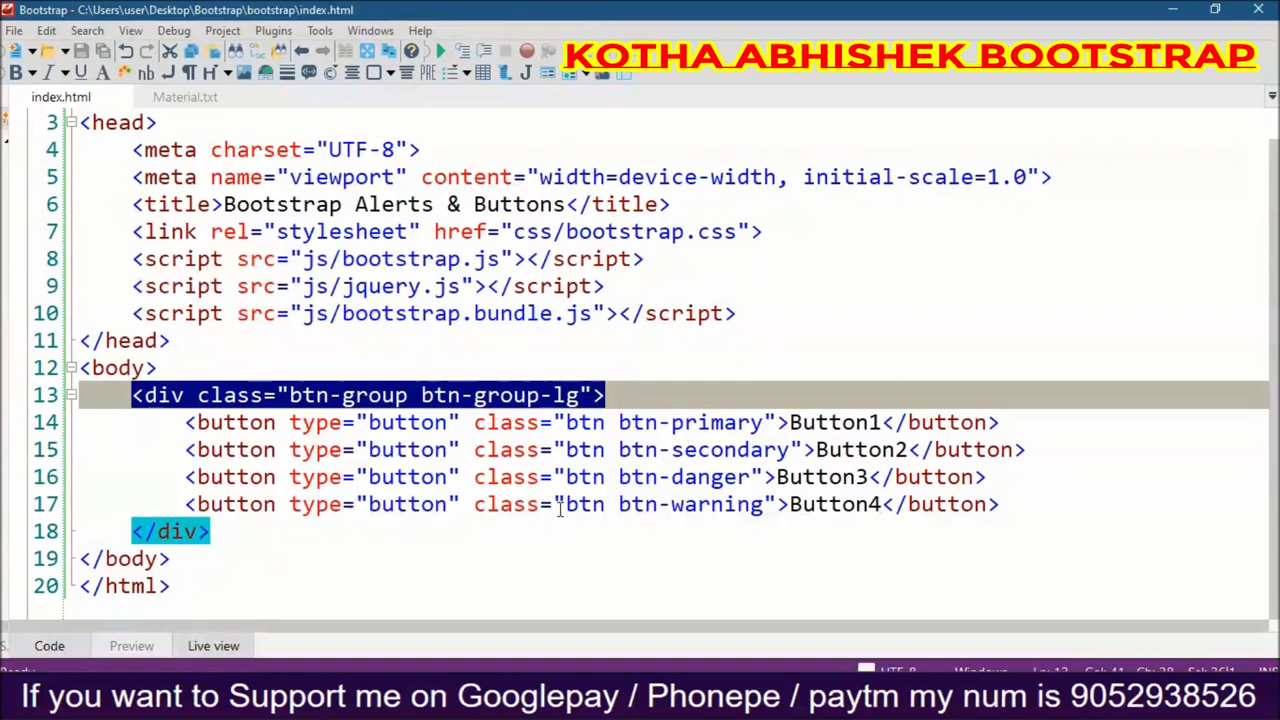 Bootstrap - C:\Users\user\Desktop\Bootstrap\bootstrap\index.html
File Edit Search View Debug Project Plugins Tools Windows Help
KOTHA ABHISHEK BOOTSTRAP
B I U A nb ¶ H PRE J
index.html Material.txt
3 <head>
4 <meta charset="UTF-8">
5 <meta name="viewport" content="width=device-width, initial-scale=1.0">
6 <title>Bootstrap Alerts & Buttons</title>
7 <link rel="stylesheet" href="css/bootstrap.css">
8 <script src="js/bootstrap.js"></script>
9 <script src="js/jquery.js"></script>
10 <script src="js/bootstrap.bundle.js"></script>
11 </head>
12 <body>
13 <div class="btn-group btn-group-lg">
14 <button type="button" class="btn btn-primary">Button1</button>
15 <button type="button" class="btn btn-secondary">Button2</button>
16 <button type="button" class="btn btn-danger">Button3</button>
17 <button type="button" class="btn btn-warning">Button4</button>
18 </div>
19 </body>
20 </html>
Code Preview Live view
If you want to Support me on Googlepay / Phonepe / paytm my num is 9052938526